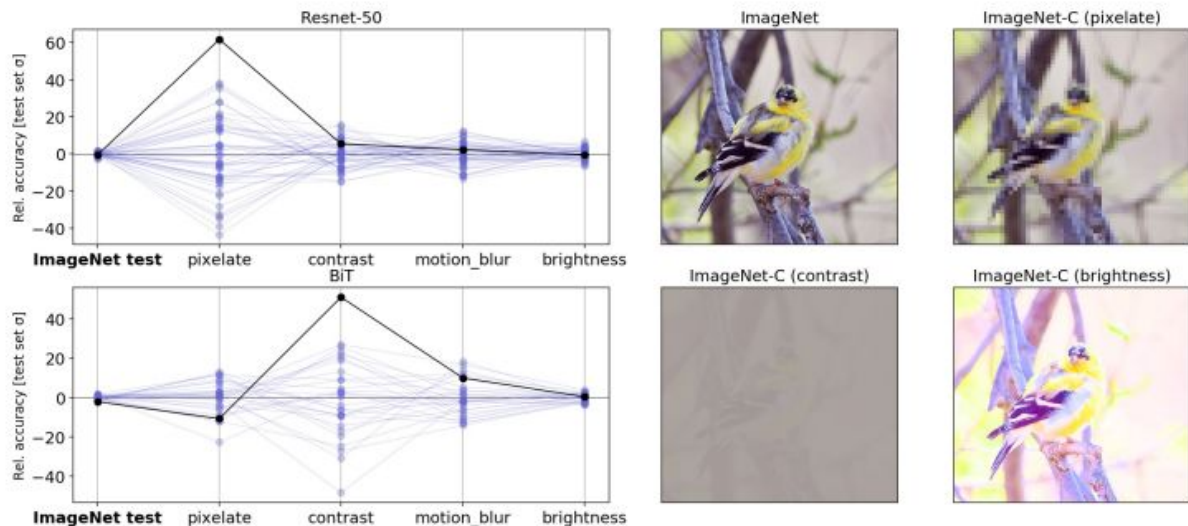 Resnet-50
Rel. accuracy [test set σ]
60
40
20
0
−20
−40
ImageNet test
pixelate
contrast
motion_blur
brightness
BiT
Rel. accuracy [test set σ]
40
20
0
−20
−40
ImageNet test
pixelate
contrast
motion_blur
brightness
ImageNet
ImageNet-C (pixelate)
ImageNet-C (contrast)
ImageNet-C (brightness)